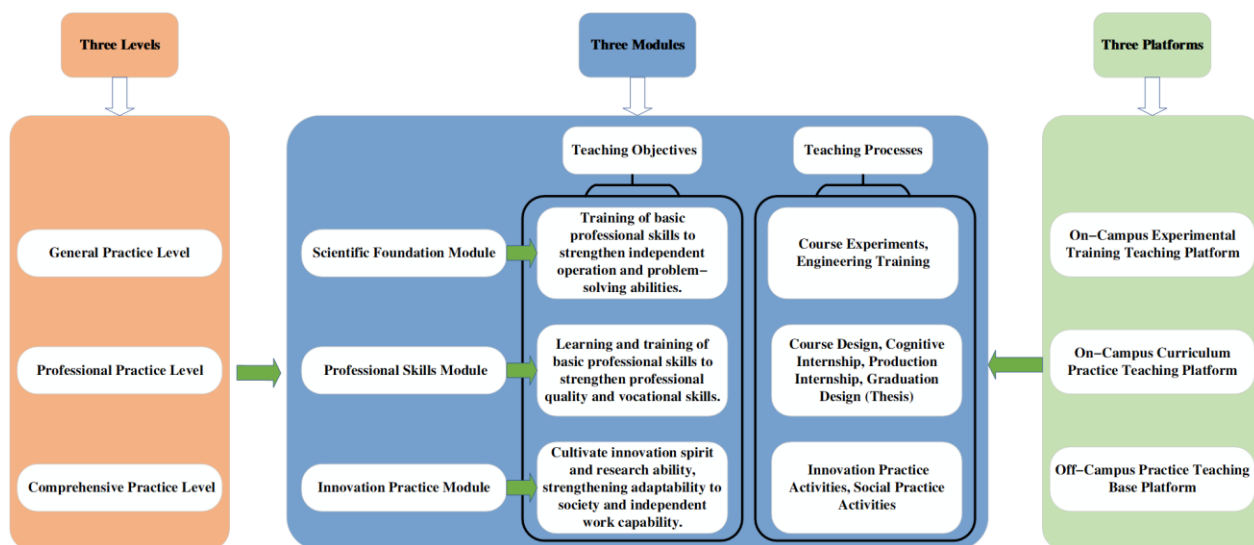 Three Levels
Three Modules
Three Platforms
Teaching Objectives
Teaching Processes
General Practice Level
Professional Practice Level
Comprehensive Practice Level
Scientific Foundation Module
Training of basic
professional skills to
strengthen independent
operation and problem−
solving abilities.
Course Experiments,
Engineering Training
Professional Skills Module
Learning and training of
basic professional skills to
strengthen professional
quality and vocational skills.
Course Design, Cognitive
Internship, Production
Internship, Graduation
Design (Thesis)
Innovation Practice Module
Cultivate innovation spirit
and research ability,
strengthening adaptability to
society and independent
work capability.
Innovation Practice
Activities, Social Practice
Activities
On−Campus Experimental
Training Teaching Platform
On−Campus Curriculum
Practice Teaching Platform
Off−Campus Practice Teaching
Base Platform